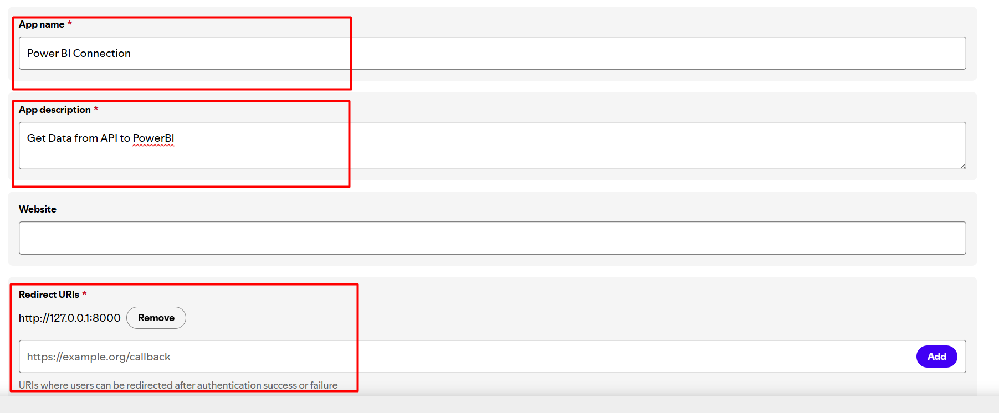 App name *
Power BI Connection
App description *
Get Data from API to PowerBI
Website
Redirect URIs *
http://127.0.0.1:8000 Remove
https://example.org/callback Add
URIs where users can be redirected after authentication success or failure